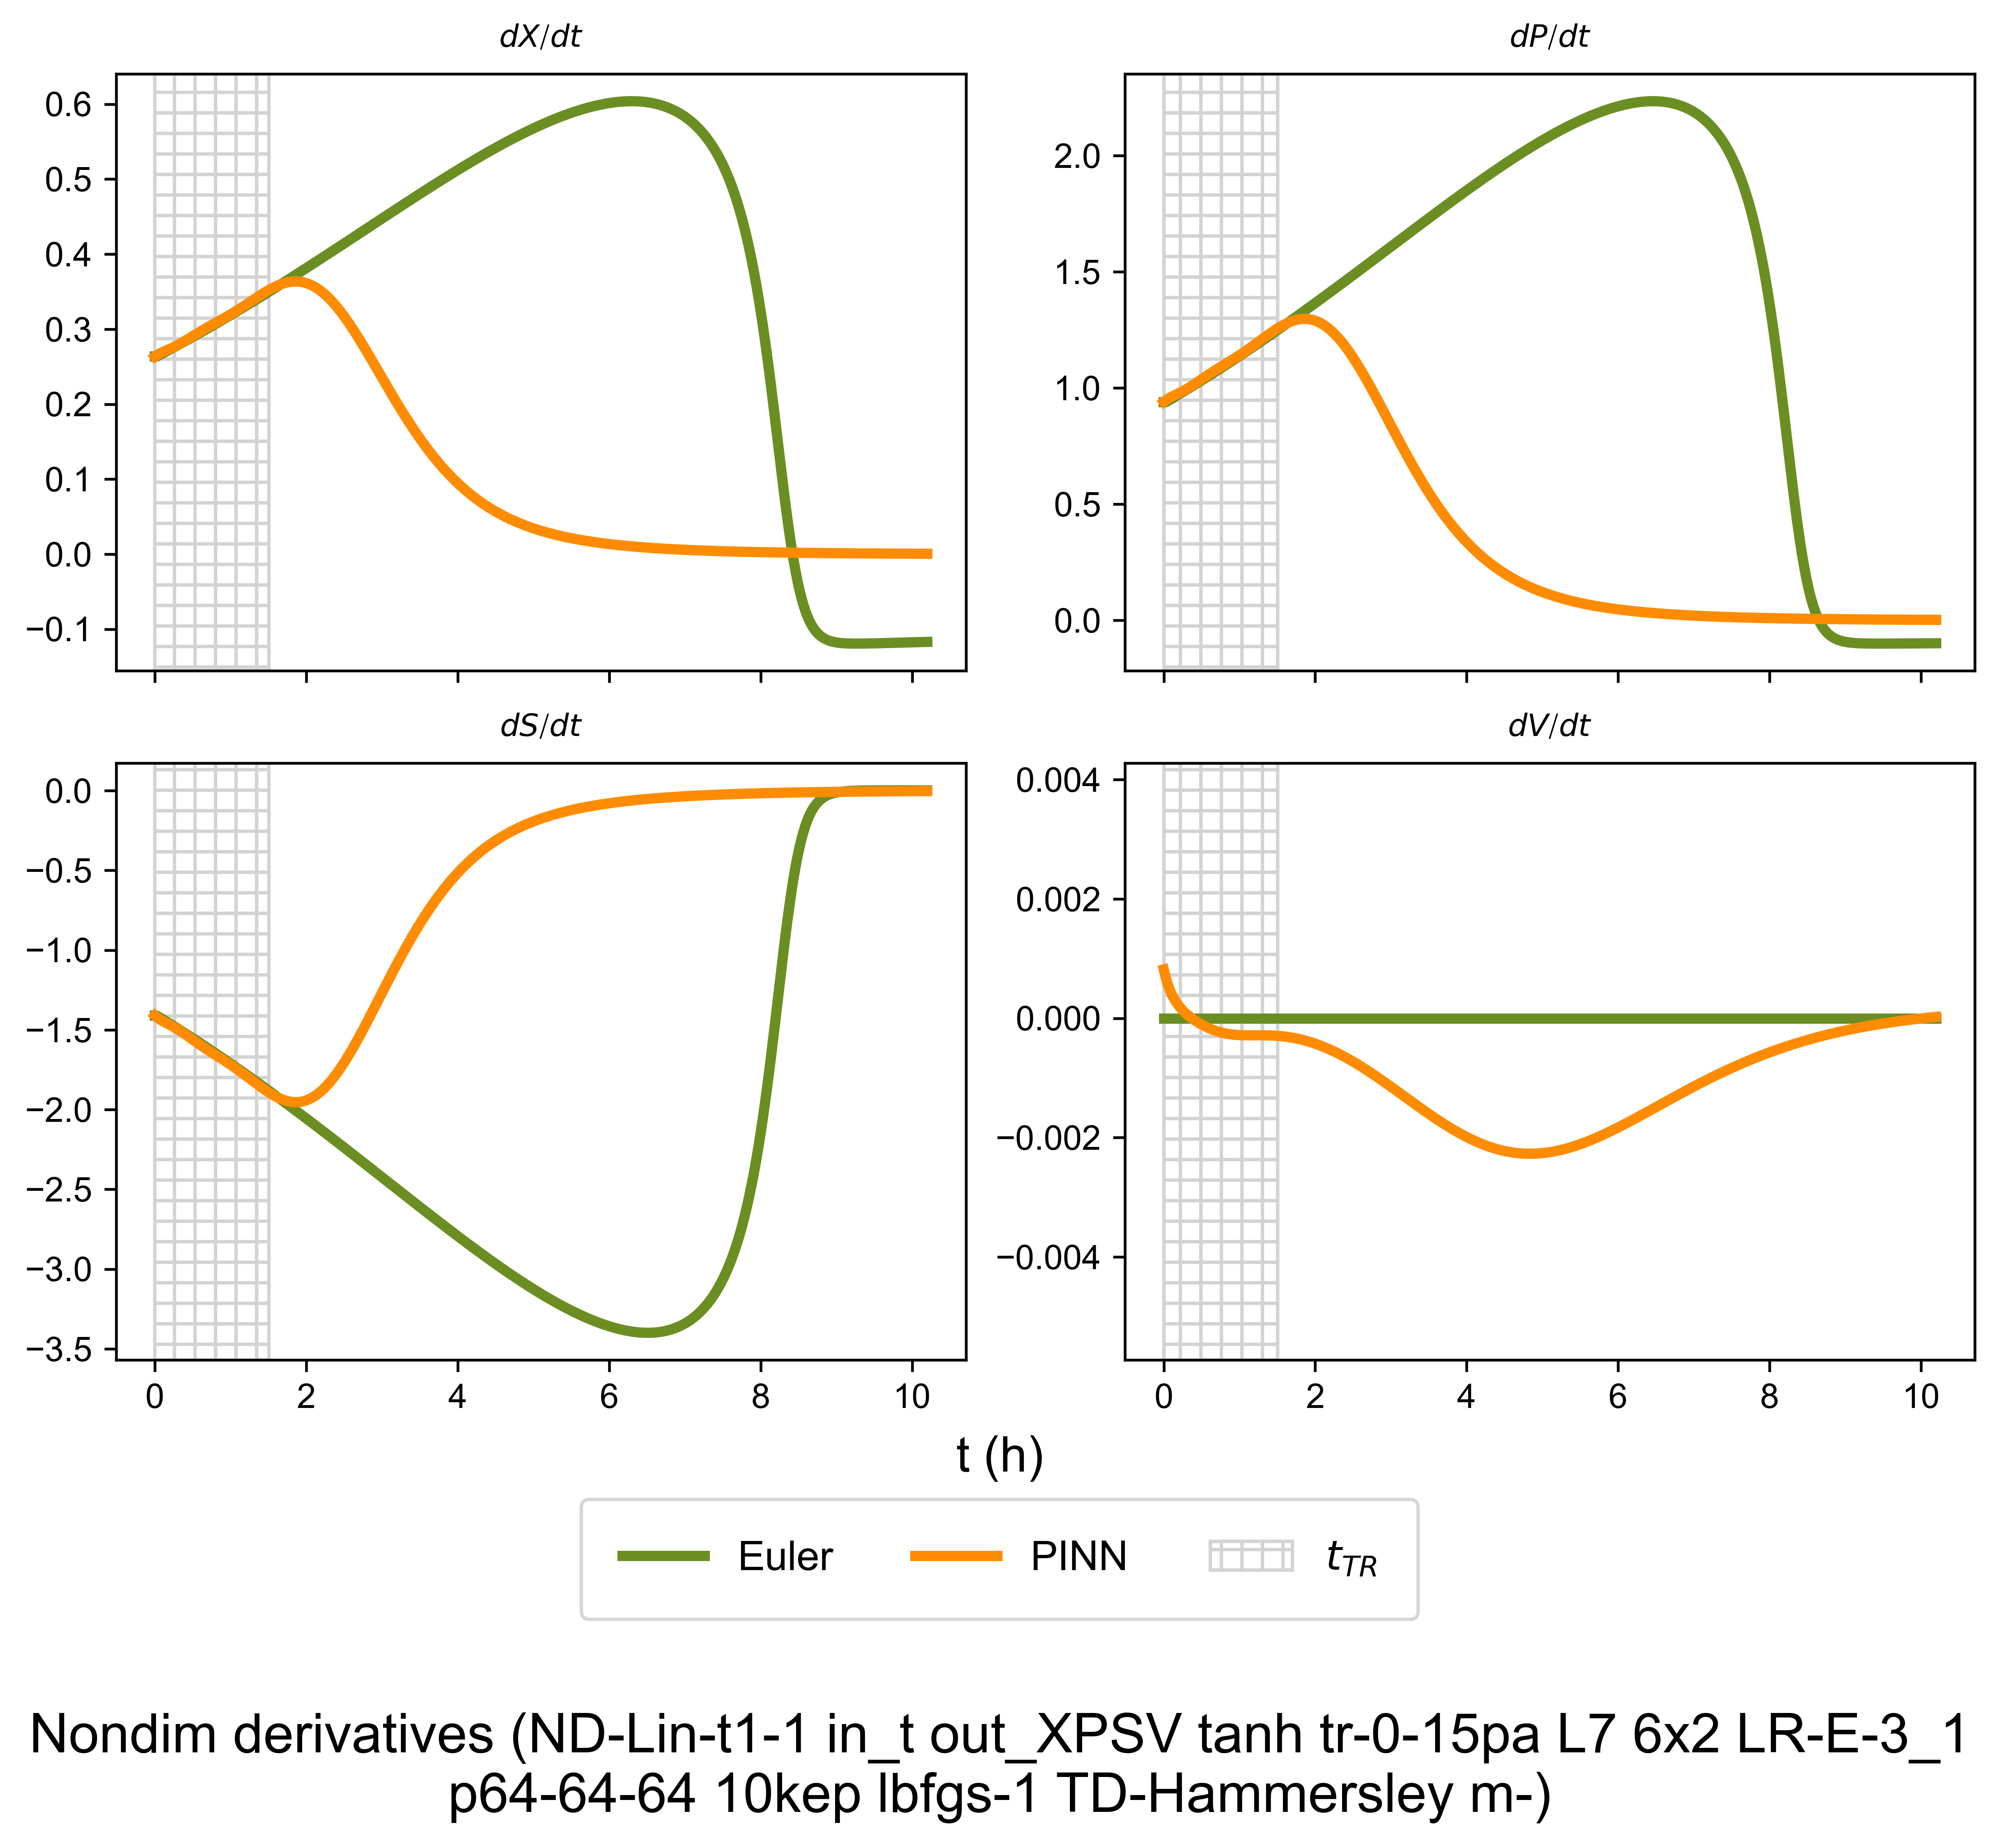 dX/dt
dP/dt
0.6
0.5
0.4
0.3
0.2
0.1
0.0
−0.1
2.0
1.5
1.0
0.5
0.0
dS/dt
dV/dt
0.0
−0.5
−1.0
−1.5
−2.0
−2.5
−3.0
−3.5
0 2 4 6 8 10
0.004
0.002
0.000
−0.002
−0.004
0 2 4 6 8 10
t (h)
Euler PINN t_TR
Nondim derivatives (ND-Lin-t1-1 in_t out_XPSV tanh tr-0-15pa L7 6x2 LR-E-3_1
p64-64-64 10kep lbfgs-1 TD-Hammersley m-)